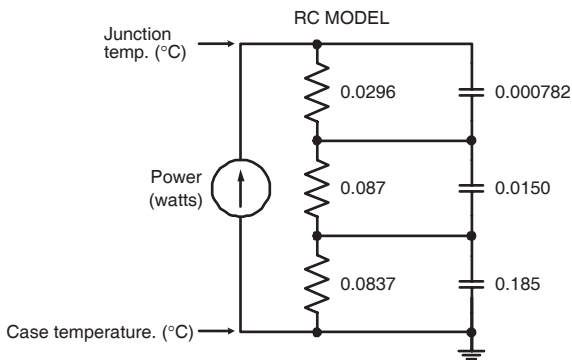 RC MODEL
Junction
temp. (°C)
0.0296
0.000782
Power
(watts)
0.087
0.0150
0.0837
0.185
Case temperature. (°C)